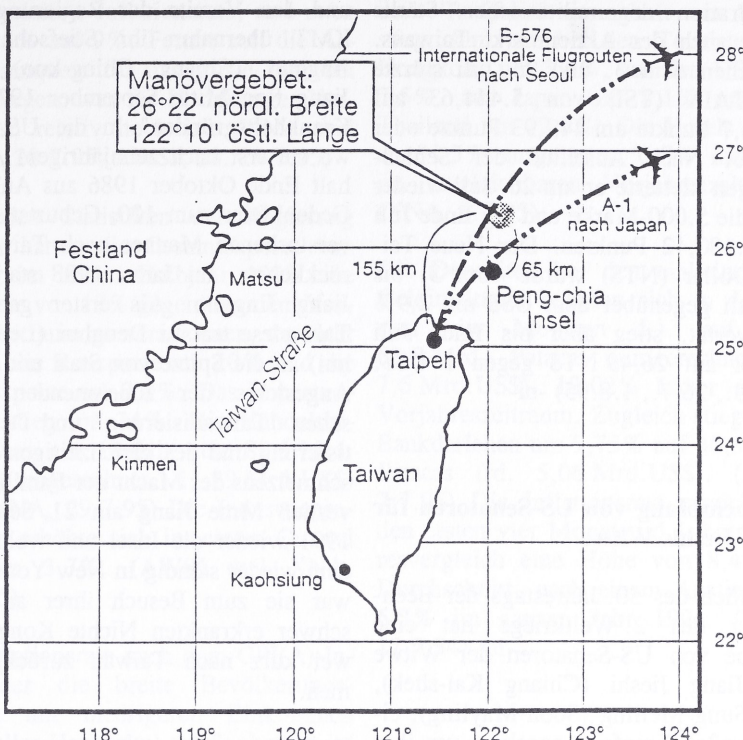 B-576
Internationale Flugrouten
nach Seoul
Manövergebiet:
26°22' nördl. Breite
122°10' östl. Länge
A-1
nach Japan
Festland
China
Matsu
155 km
65 km
Peng-chia
Insel
Taiwan-Straße
Taipeh
Kinmen
Taiwan
Kaohsiung
28°
27°
26°
25°
24°
23°
22°
118°
119°
120°
121°
122°
123°
124°